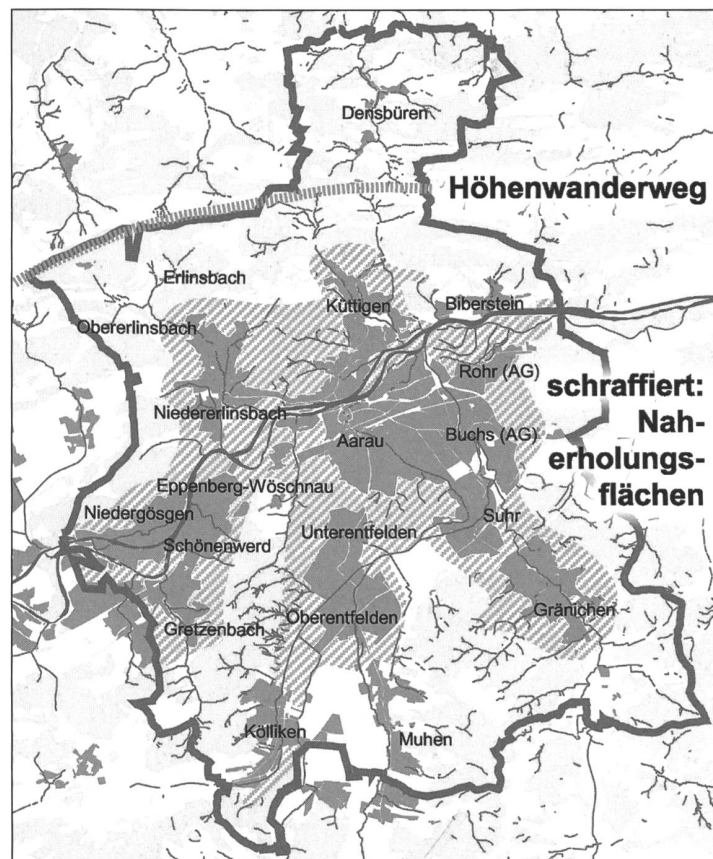 Densbüren
Höhenwanderweg
Erlinsbach
Küttigen
Biberstein
Obererlinsbach
Rohr (AG)
schraffiert:
Nah-
erholungs-
flächen
Niedererlinsbach
Aarau
Buchs (AG)
Eppenberg-Wöschnau
Niedergösgen
Suhr
Unterentfelden
Schönenwerd
Oberentfelden
Gränichen
Gretzenbach
Kölliken
Muhen